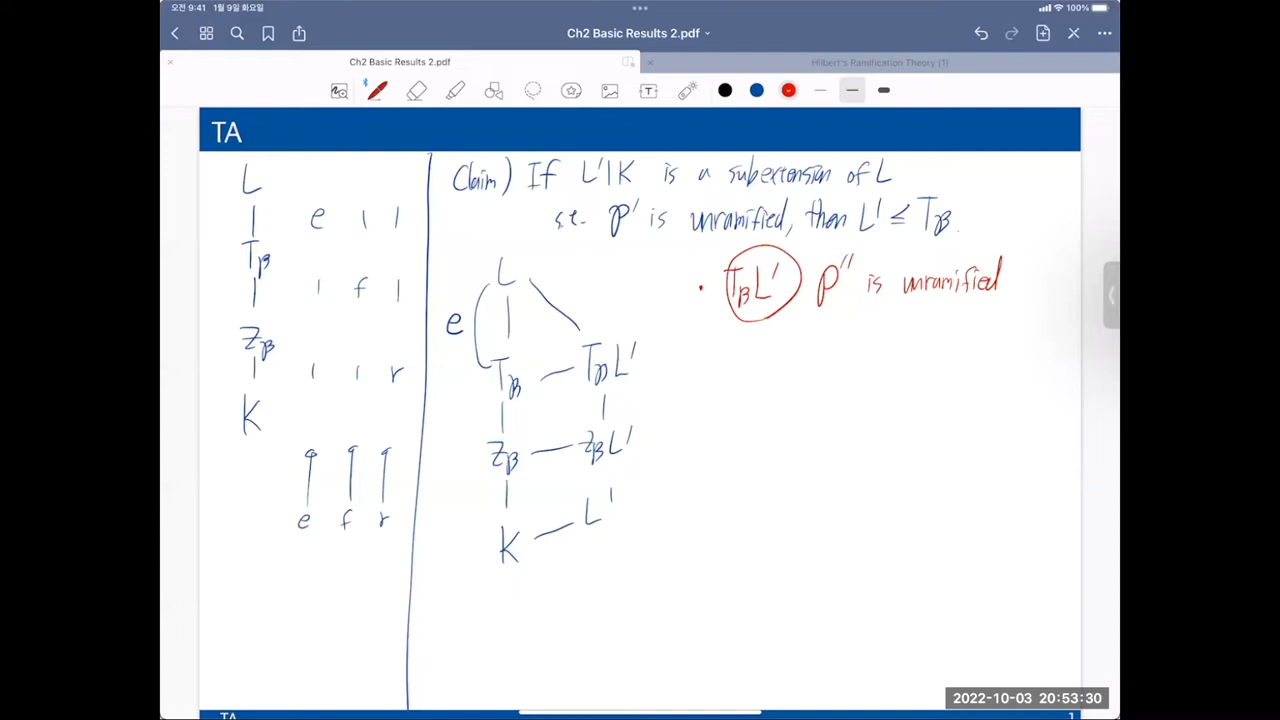 오전 9:41 1월 9일 화요일
100%
Ch2 Basic Results 2.pdf
Ch2 Basic Results 2.pdf
Hilbert's Ramification Theory (1)
TA
L
e 1 1
T𝔓
1 f 1
Z𝔓
1 1 r
K
e f r
Claim) If L'|K is a subextension of L
s.t. 𝔭' is unramified, then L' ≤ T𝔓.
L
e
T𝔓 — T𝔓L'
Z𝔓 — Z𝔓L'
K — L'
· T𝔓L' 𝔭'' is unramified
2022-10-03 20:53:30
TA
1